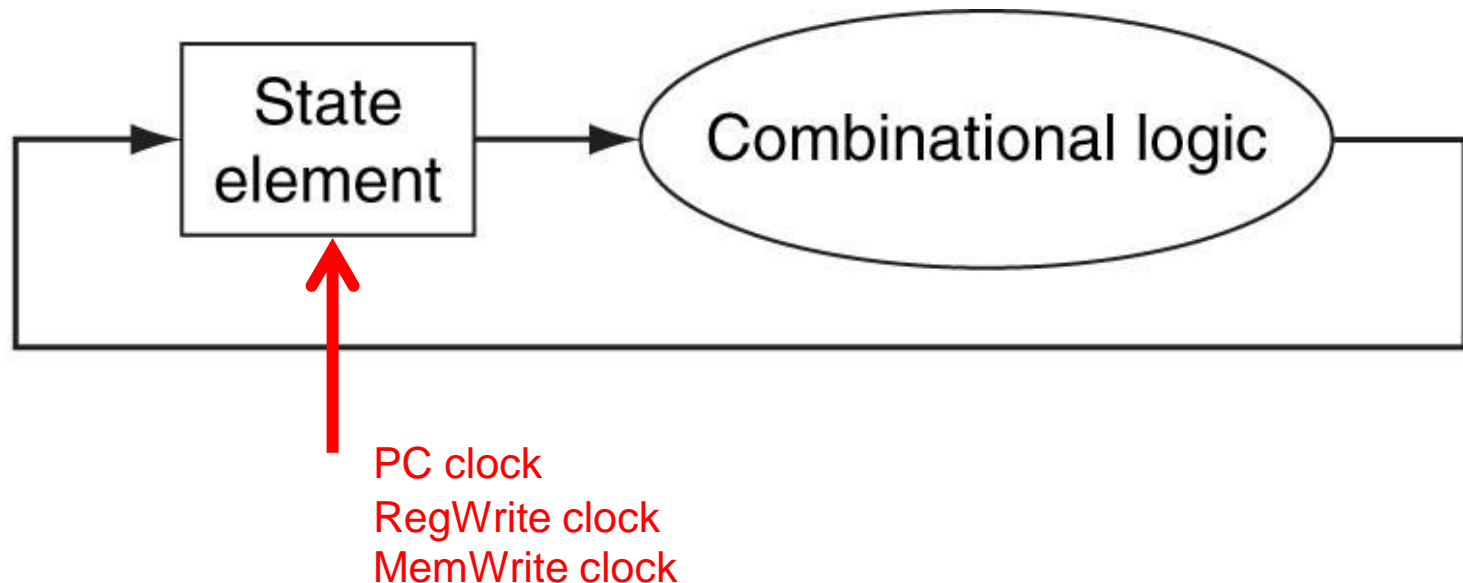 State
element
Combinational logic
PC clock
RegWrite clock
MemWrite clock